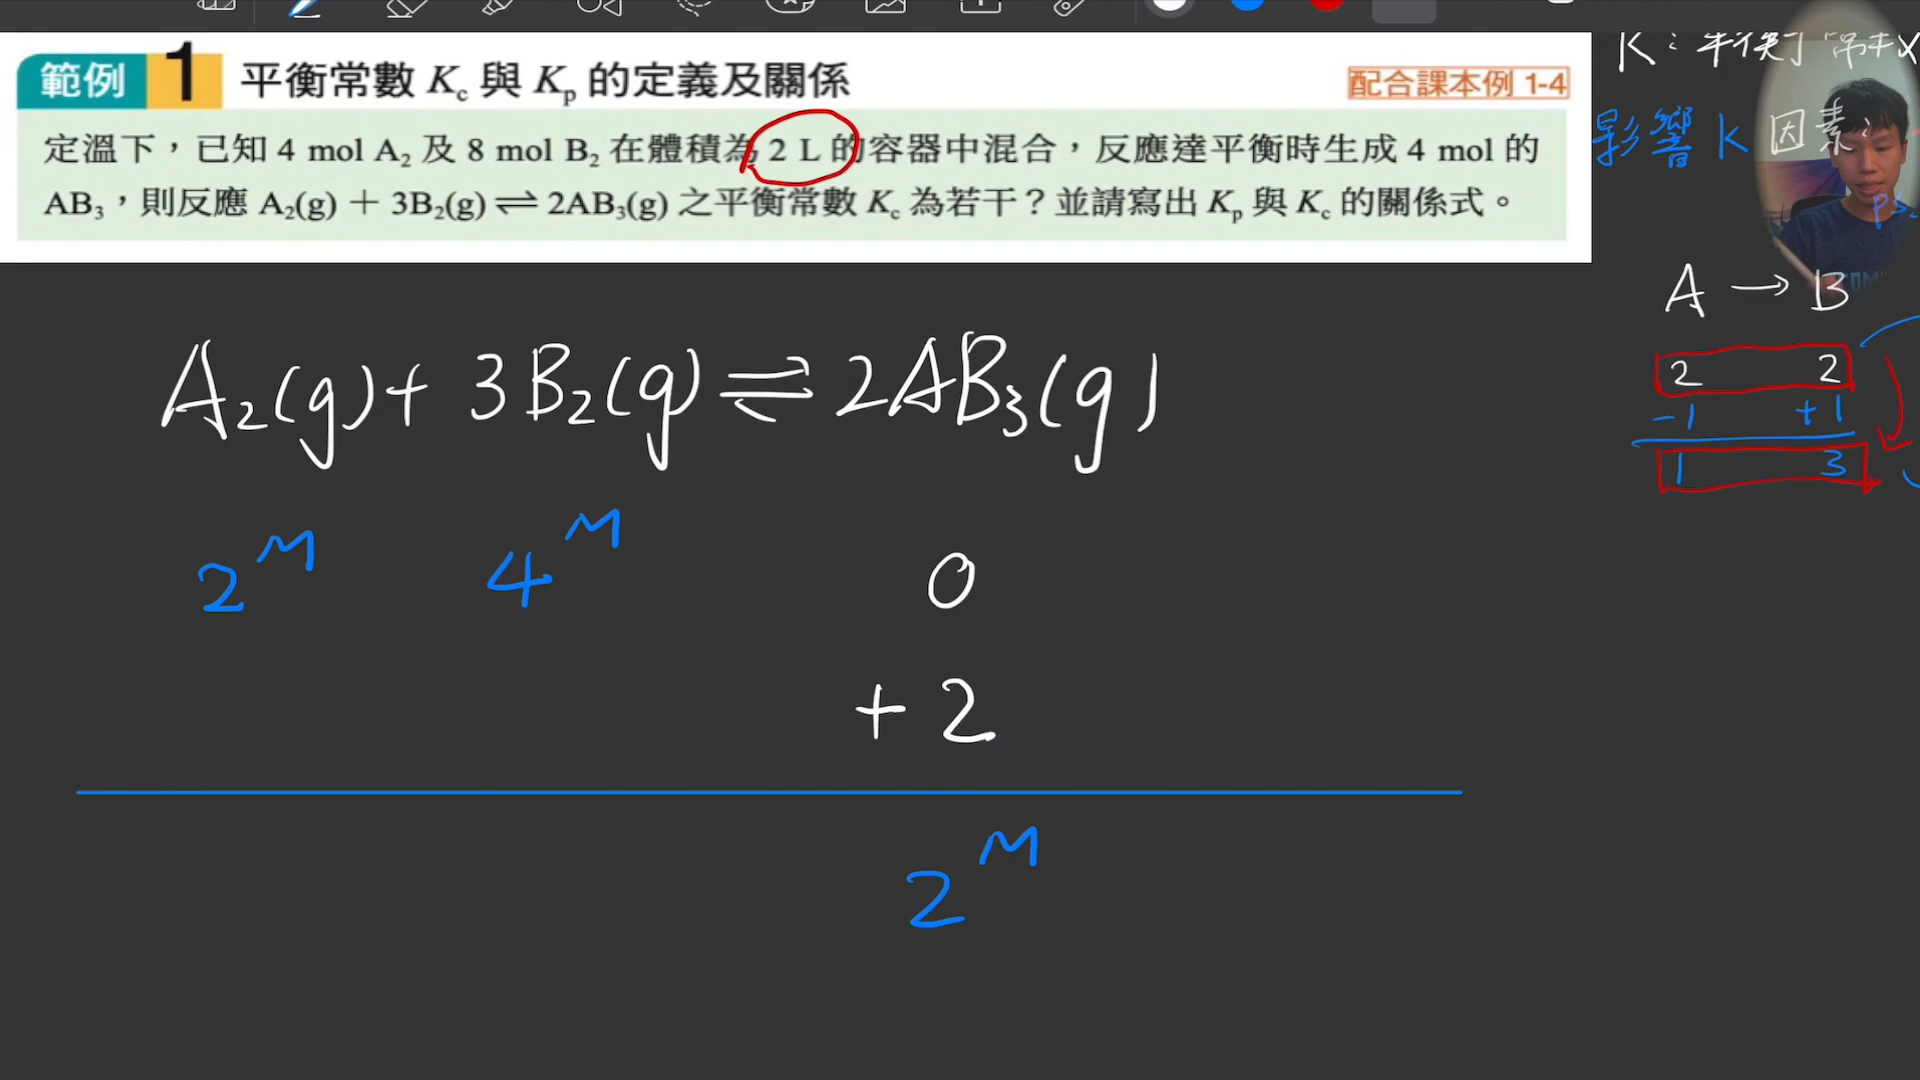 範例 1 平衡常數 Kc 與 Kp 的定義及關係 配合課本例 1-4
定溫下，已知 4 mol A₂ 及 8 mol B₂ 在體積為 2 L 的容器中混合，反應達平衡時生成 4 mol 的
AB₃，則反應 A₂(g) + 3B₂(g) ⇌ 2AB₃(g) 之平衡常數 Kc 為若干？並請寫出 Kp 與 Kc 的關係式。
K：平衡常數
影響 K 因素：
A → B
2 2
-1 +1
1 3
A₂(g) + 3B₂(g) ⇌ 2AB₃(g)
2M 4M 0
+2
2M